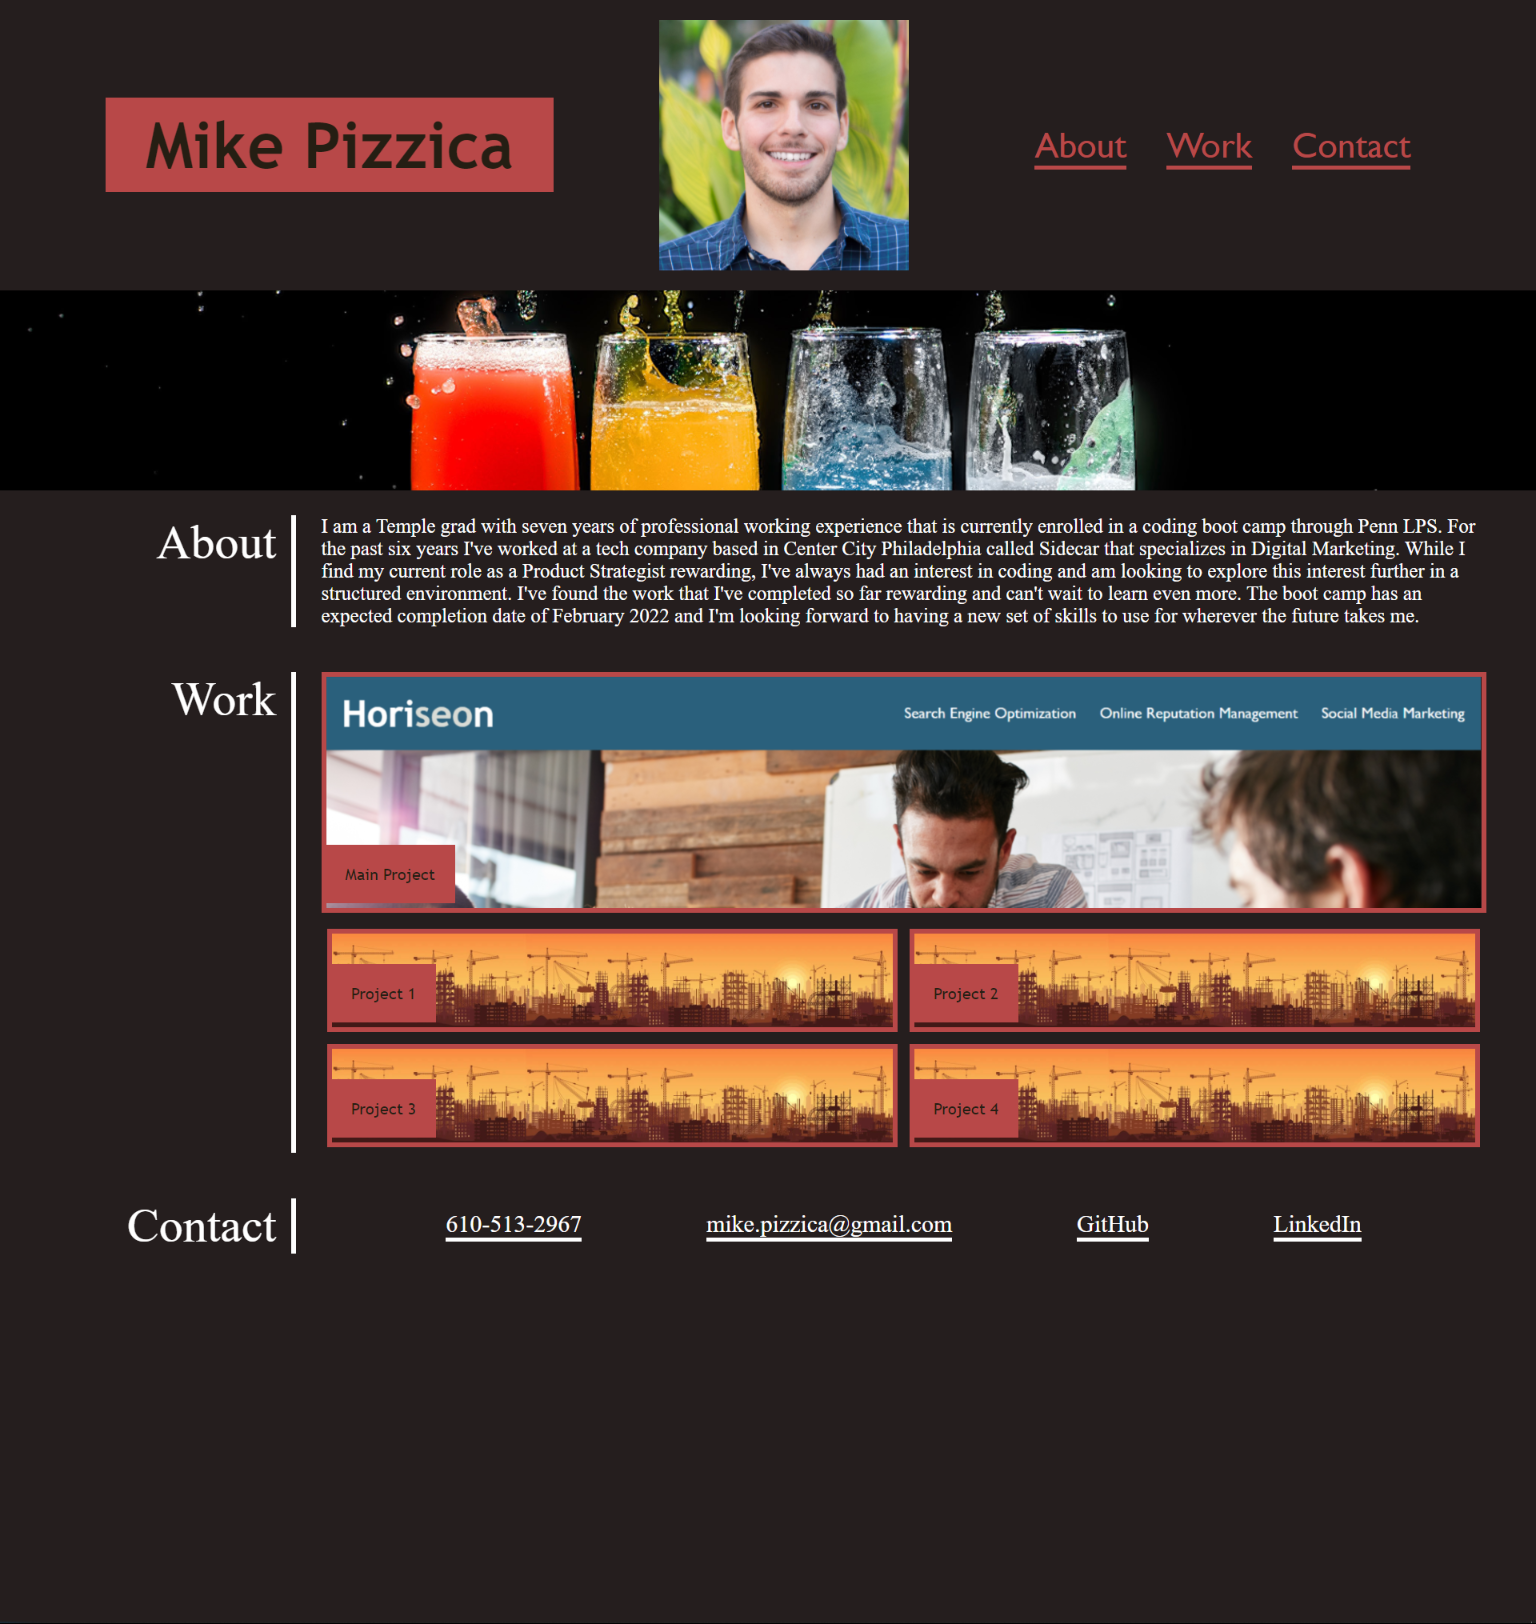 Mike Pizzica
About Work Contact
About
I am a Temple grad with seven years of professional working experience that is currently enrolled in a coding boot camp through Penn LPS. For
the past six years I've worked at a tech company based in Center City Philadelphia called Sidecar that specializes in Digital Marketing. While I
find my current role as a Product Strategist rewarding, I've always had an interest in coding and am looking to explore this interest further in a
structured environment. I've found the work that I've completed so far rewarding and can't wait to learn even more. The boot camp has an
expected completion date of February 2022 and I'm looking forward to having a new set of skills to use for wherever the future takes me.
Work
Horiseon
Search Engine Optimization Online Reputation Management Social Media Marketing
Main Project
Project 1
Project 2
Project 3
Project 4
Contact
610-513-2967
mike.pizzica@gmail.com
GitHub
LinkedIn